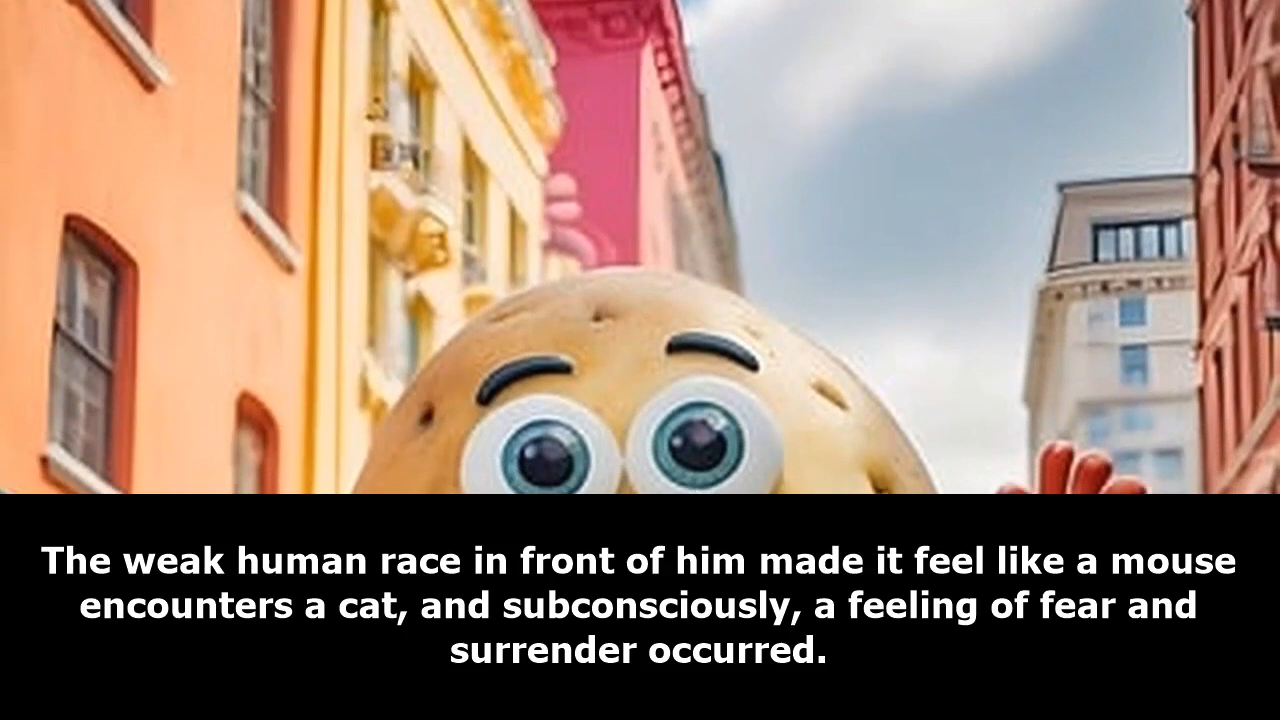 The weak human race in front of him made it feel like a mouse
encounters a cat, and subconsciously, a feeling of fear and
surrender occurred.